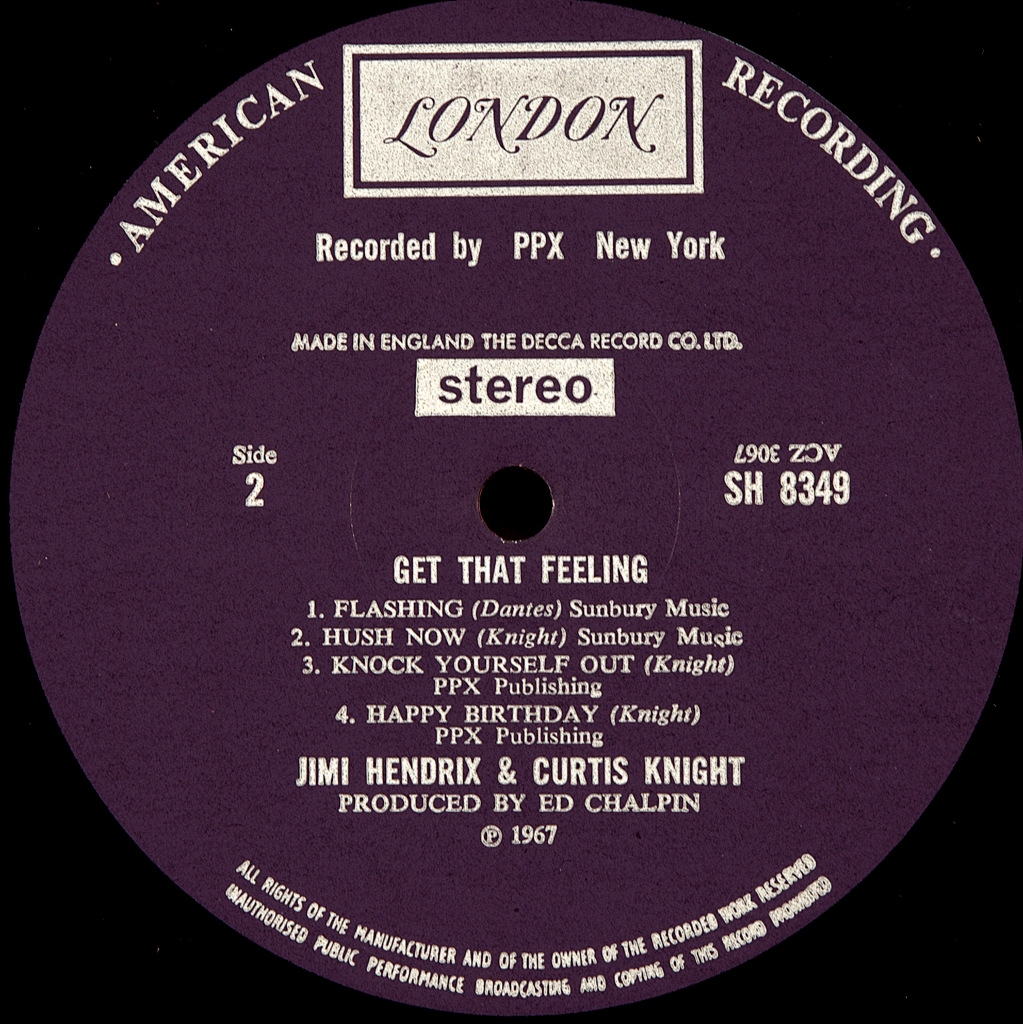 AMERICAN RECORDING
LONDON
Recorded by PPX New York
MADE IN ENGLAND THE DECCA RECORD CO. LTD.
stereo
Side
2
ACZ 3067
SH 8349
GET THAT FEELING
1. FLASHING (Dantes) Sunbury Music
2. HUSH NOW (Knight) Sunbury Music
3. KNOCK YOURSELF OUT (Knight)
PPX Publishing
4. HAPPY BIRTHDAY (Knight)
PPX Publishing
JIMI HENDRIX & CURTIS KNIGHT
PRODUCED BY ED CHALPIN
℗ 1967
ALL RIGHTS OF THE MANUFACTURER AND OF THE OWNER OF THE RECORDED WORK RESERVED
UNAUTHORISED PUBLIC PERFORMANCE BROADCASTING AND COPYING OF THIS RECORD PROHIBITED